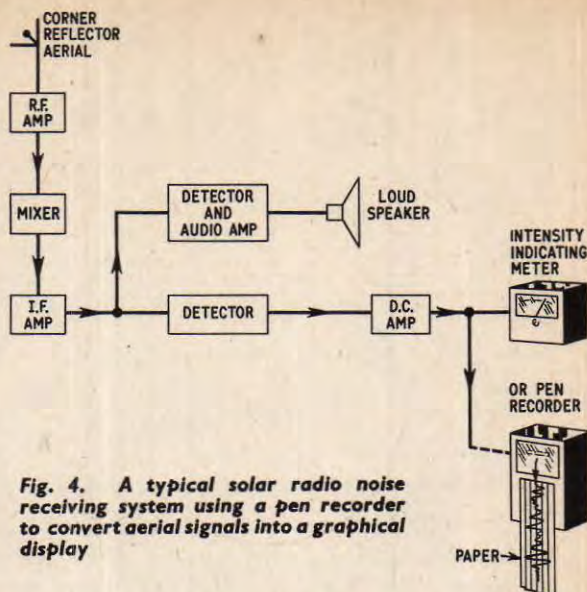 CORNER
REFLECTOR
AERIAL
R.F.
AMP
MIXER
DETECTOR
AND
AUDIO AMP
LOUD
SPEAKER
INTENSITY
INDICATING
METER
I.F.
AMP
DETECTOR
D.C.
AMP
OR PEN
RECORDER
Fig. 4. A typical solar radio noise
receiving system using a pen recorder
to convert aerial signals into a graphical
display
PAPER